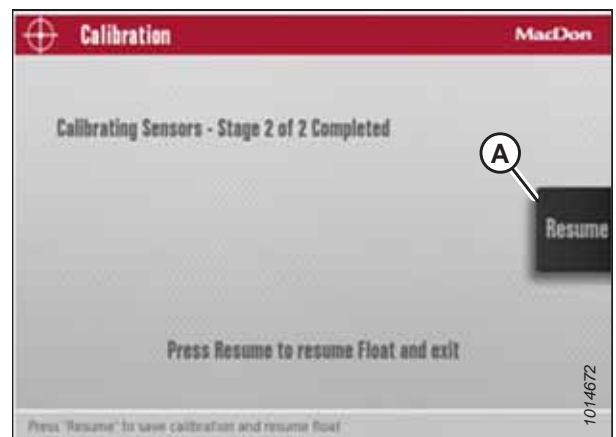 Calibration
MacDon
Calibrating Sensors - Stage 2 of 2 Completed
A
Resume
Press Resume to resume Float and exit
1014672
Press "Resume" to save calibration and resume float